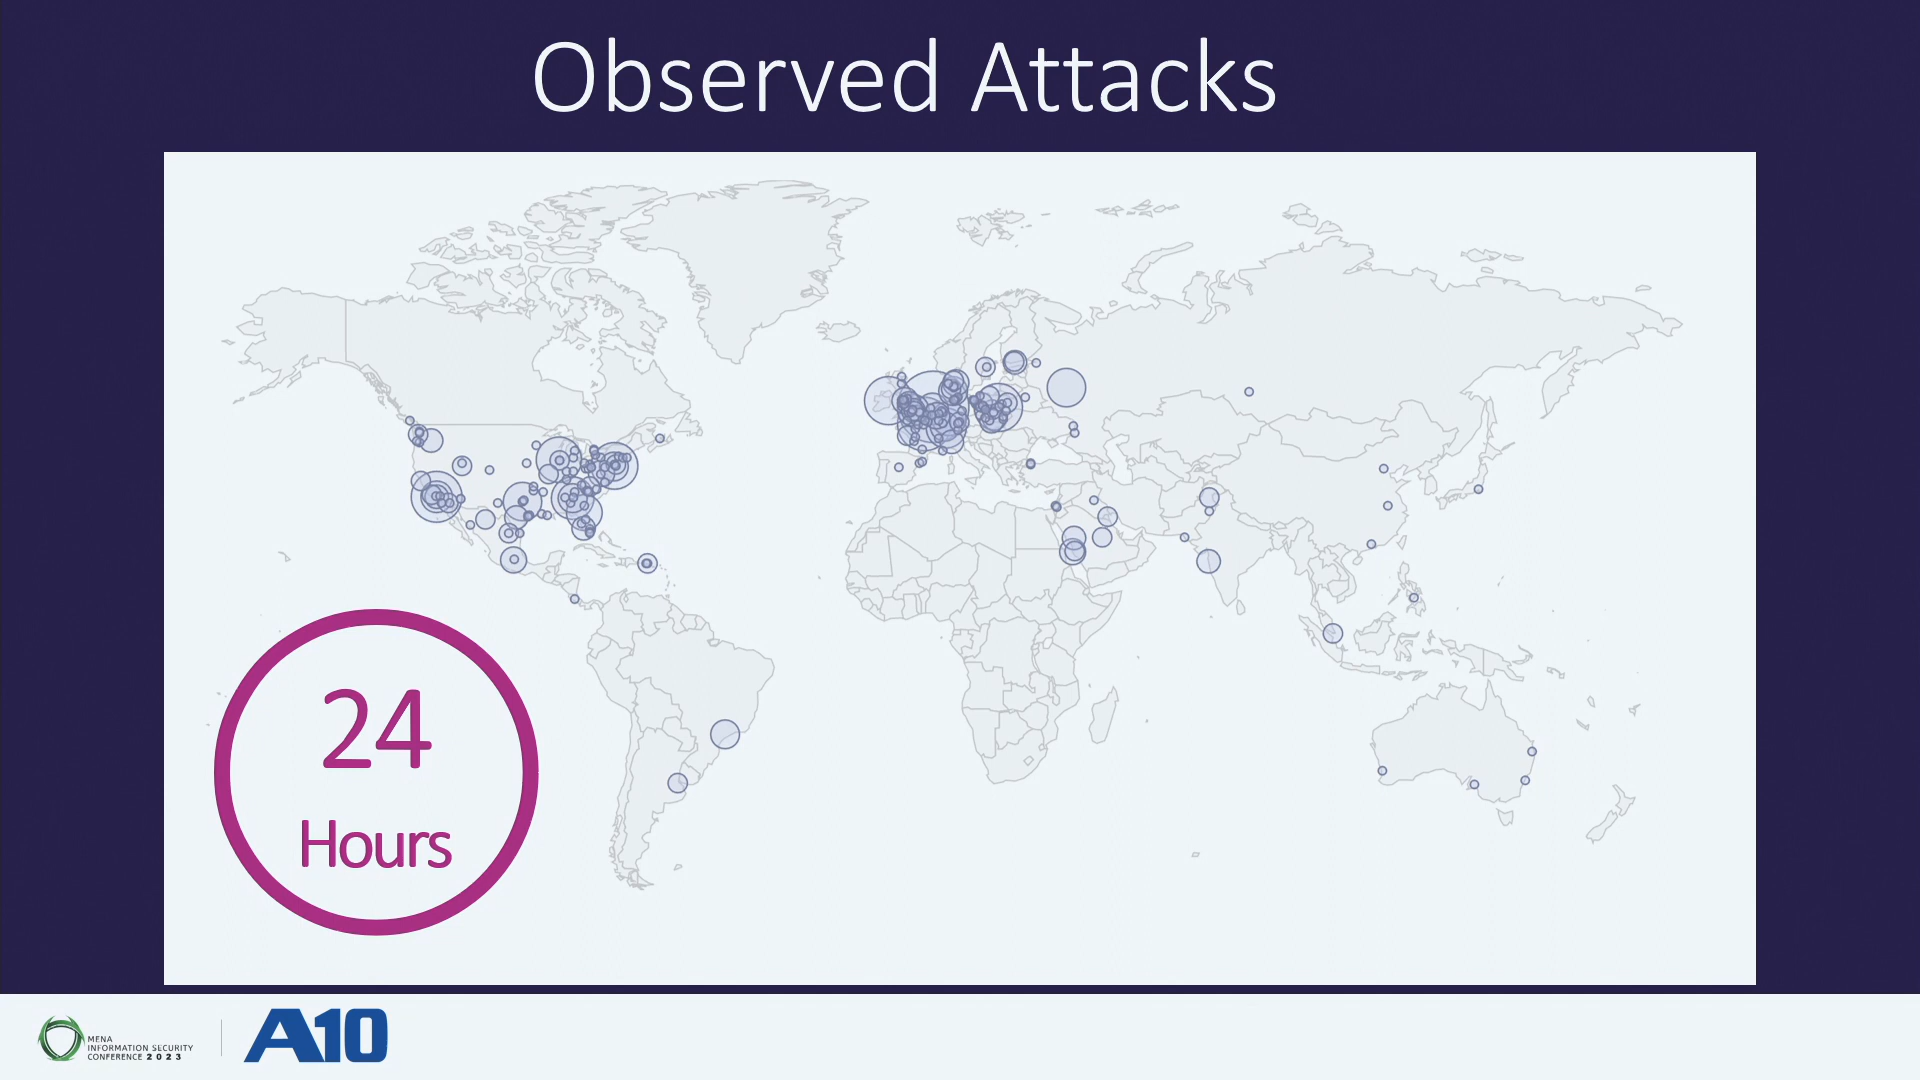 Observed Attacks
24
Hours
MENA
INFORMATION SECURITY
CONFERENCE 2023
A10